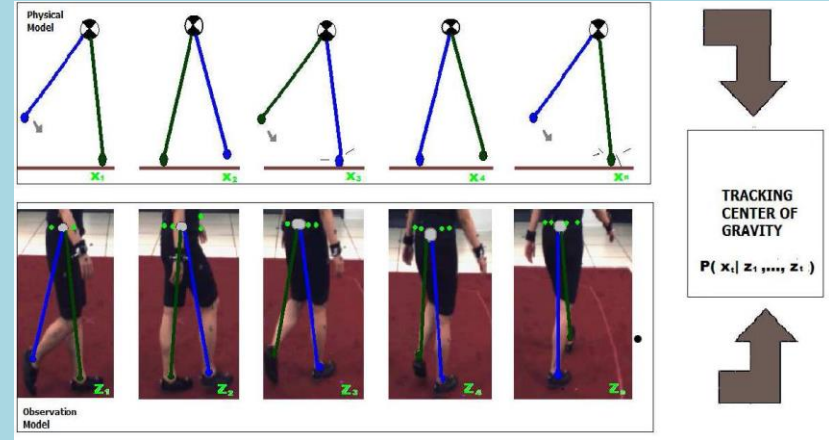 Physical
Model
x₁
x₂
x₃
x₄
xₙ
TRACKING
CENTER OF
GRAVITY
P( xₜ| z₁ ,..., zₜ )
z₁
z₂
z₃
z₄
zₙ
Observation
Model